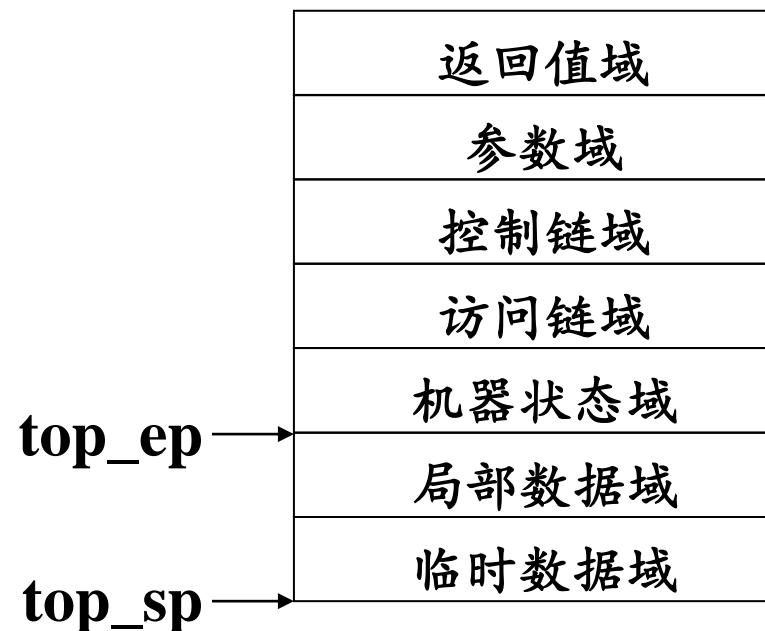 返回值域
参数域
控制链域
访问链域
机器状态域
top_ep
局部数据域
临时数据域
top_sp